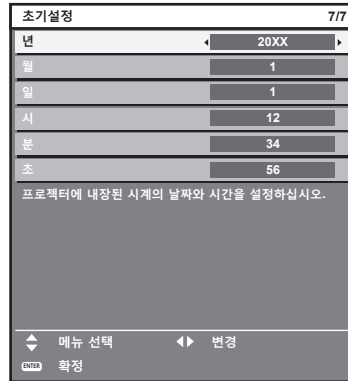 초기설정 7/7
년 20XX
월 1
일 1
시 12
분 34
초 56
프로젝터에 내장된 시계의 날짜와 시간을 설정하십시오.
메뉴 선택 변경
ENTER 확정